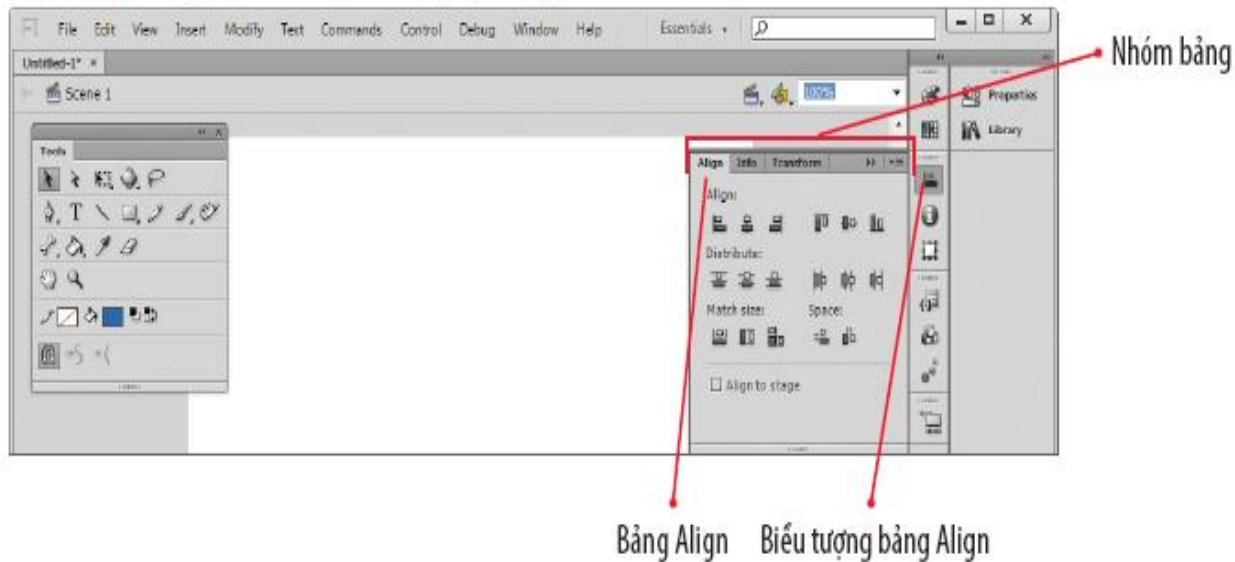 Fl File Edit View Insert Modify Text Commands Control Debug Window Help Essentials
Nhóm bảng
Untitled-1* ×
Scene 1
100%
Properties
Library
Tools
Align Info Transform
Align:
Distribute:
Match size: Space:
Align to stage
Bảng Align Biểu tượng bảng Align